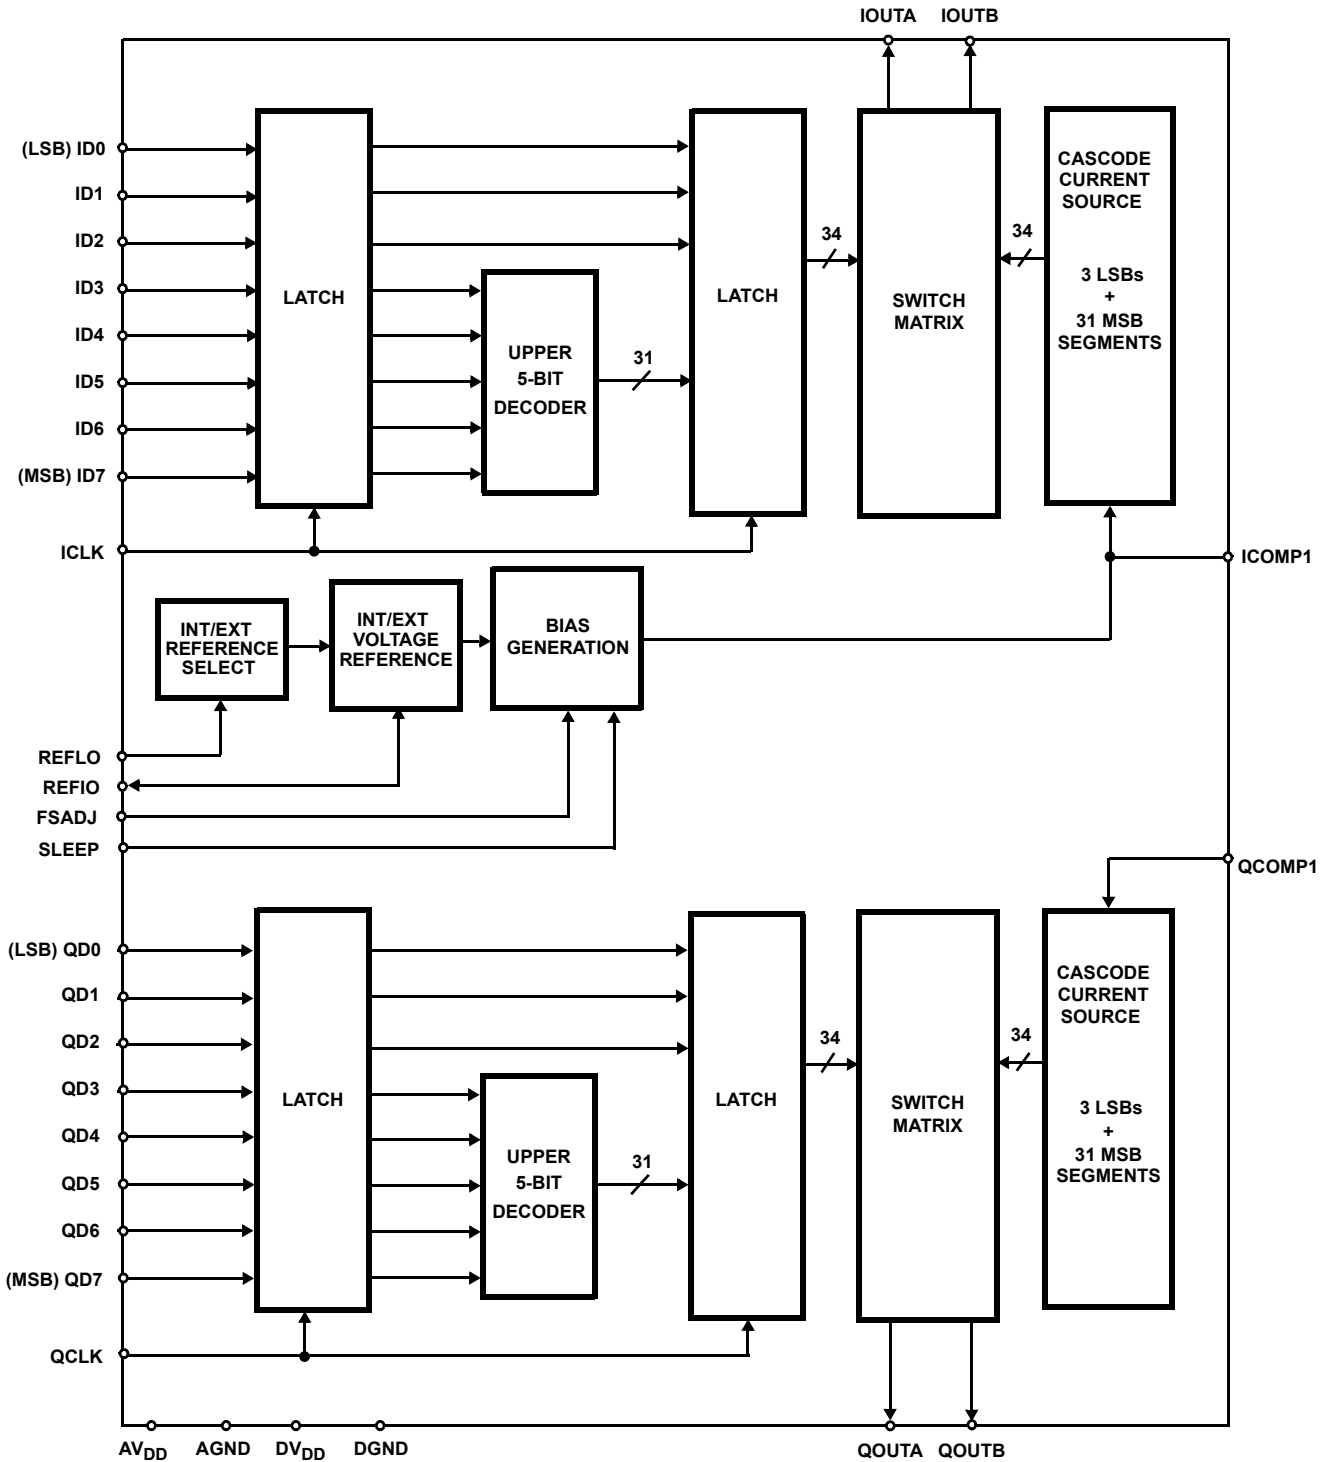 IOUTA IOUTB
(LSB) ID0
ID1
ID2
ID3
ID4
ID5
ID6
(MSB) ID7
ICLK
LATCH
UPPER
5-BIT
DECODER
31
LATCH
34
SWITCH
MATRIX
34
CASCODE
CURRENT
SOURCE
3 LSBs
+
31 MSB
SEGMENTS
ICOMP1
INT/EXT
REFERENCE
SELECT
INT/EXT
VOLTAGE
REFERENCE
BIAS
GENERATION
REFLO
REFIO
FSADJ
SLEEP
QCOMP1
(LSB) QD0
QD1
QD2
QD3
QD4
QD5
QD6
(MSB) QD7
QCLK
LATCH
UPPER
5-BIT
DECODER
31
LATCH
34
SWITCH
MATRIX
34
CASCODE
CURRENT
SOURCE
3 LSBs
+
31 MSB
SEGMENTS
AVDD AGND DVDD DGND QOUTA QOUTB